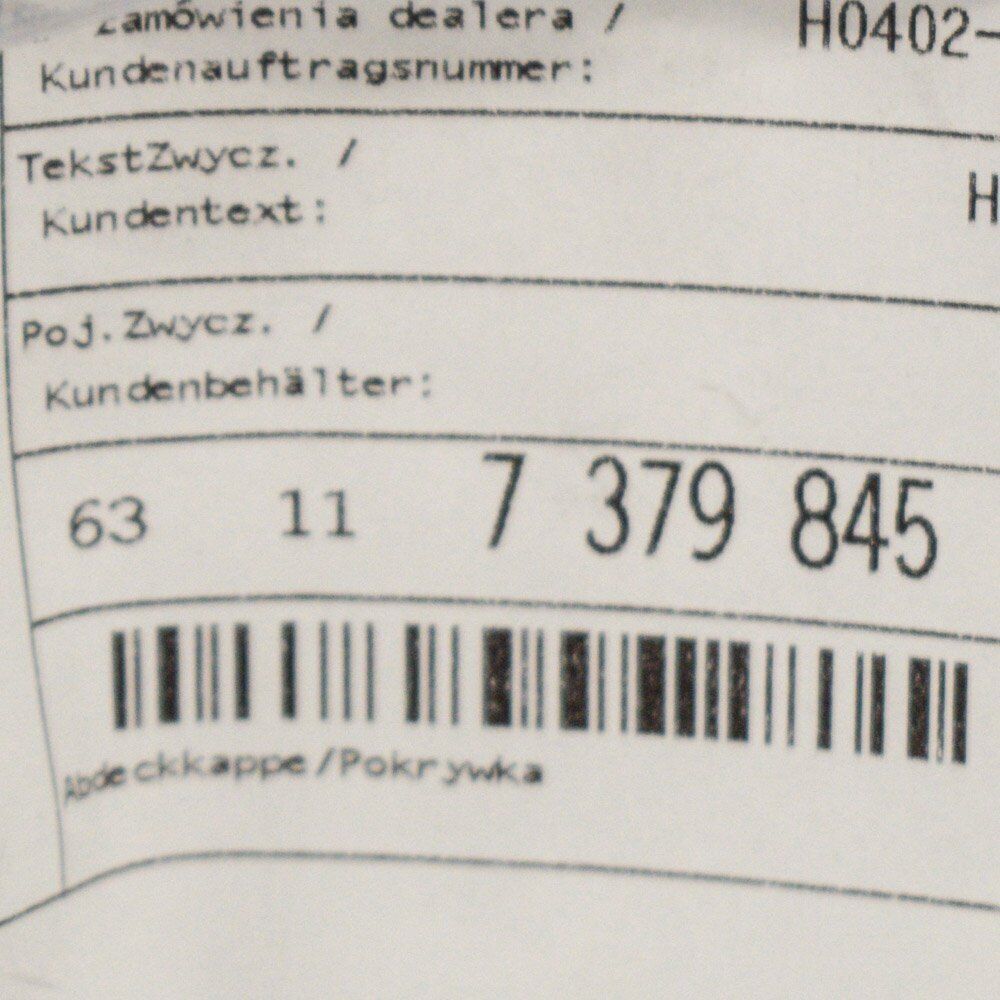 Zamówienia dealera / H0402-
Kundenauftragsnummer:
TekstZwycz. / H
Kundentext:
Poj.Zwycz. /
Kundenbehälter:
63 11 7 379 845
Abdeckkappe/Pokrywka